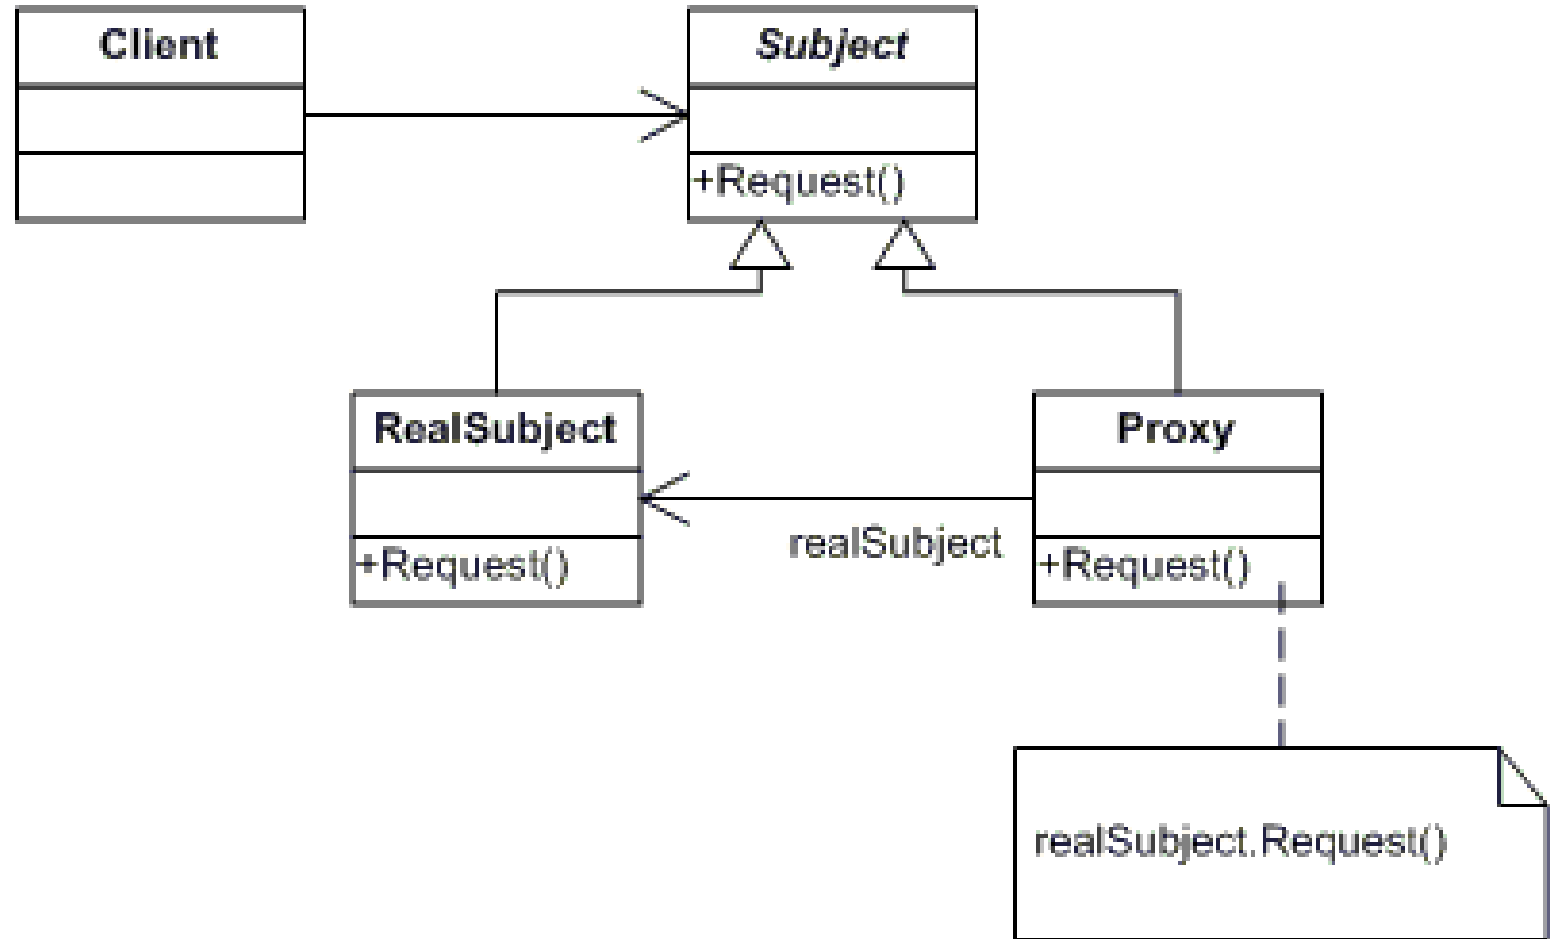 Client
Subject
+Request()
RealSubject
Proxy
realSubject
+Request()
+Request()
realSubject.Request()